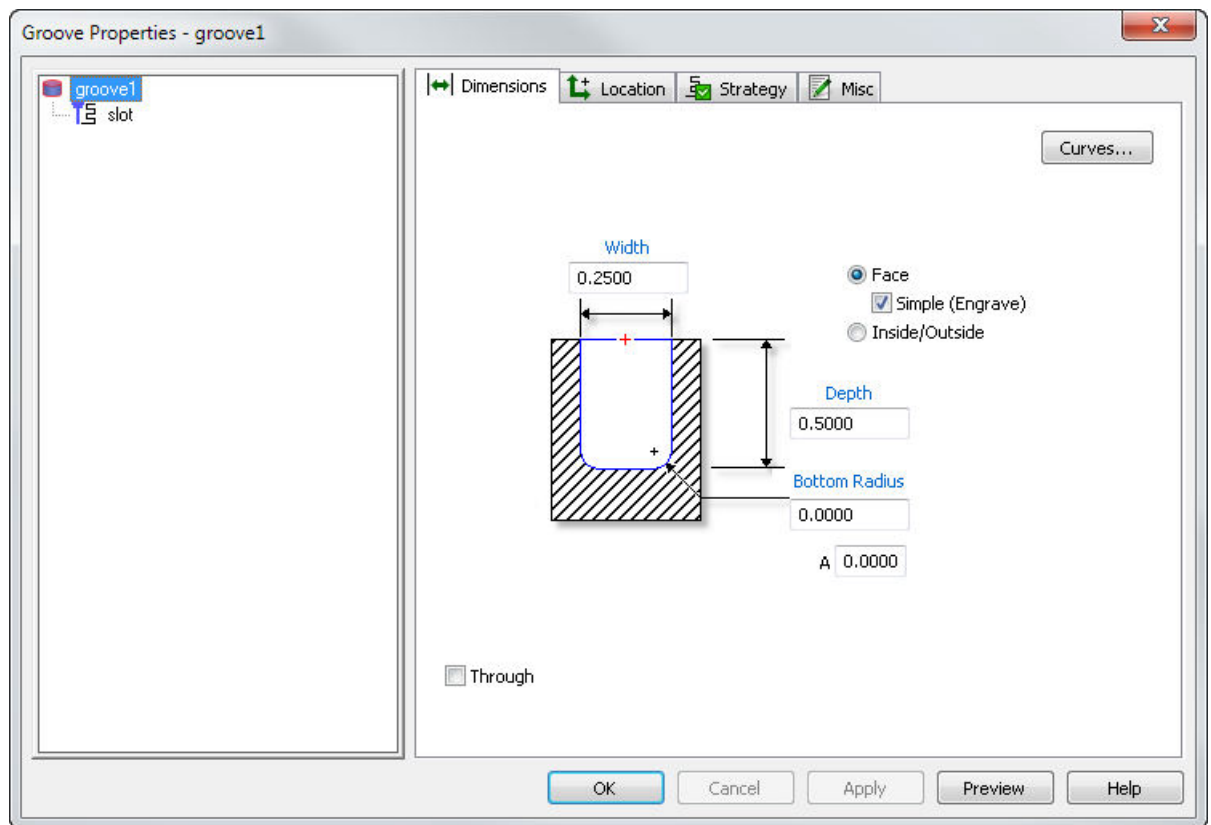 Groove Properties - groove1
groove1
slot
Dimensions Location Strategy Misc
Curves...
Width
0.2500
Face
Simple (Engrave)
Inside/Outside
Depth
0.5000
Bottom Radius
0.0000
A 0.0000
Through
OK Cancel Apply Preview Help